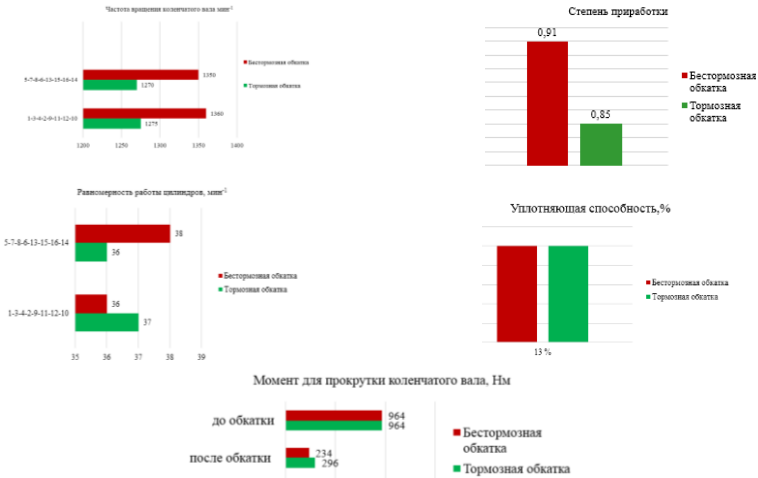 Частота вращения коленчатого вала мин-1
5-7-8-6-13-15-16-14
1350
1270
1-3-4-2-9-11-12-10
1360
1275
1200 1250 1300 1350 1400
Бестормозная обкатка
Тормозная обкатка
Степень приработки
0,91
0,85
Бестормозная
обкатка
Тормозная
обкатка
Равномерность работы цилиндров, мин-1
5-7-8-6-13-15-16-14
38
36
1-3-4-2-9-11-12-10
36
37
35 36 37 38 39
Бестормозная обкатка
Тормозная обкатка
Уплотняющая способность,%
13 %
Бестормозная обкатка
Тормозная обкатка
Момент для прокрутки коленчатого вала, Нм
до обкатки
964
964
после обкатки
234
296
Бестормозная
обкатка
Тормозная обкатка